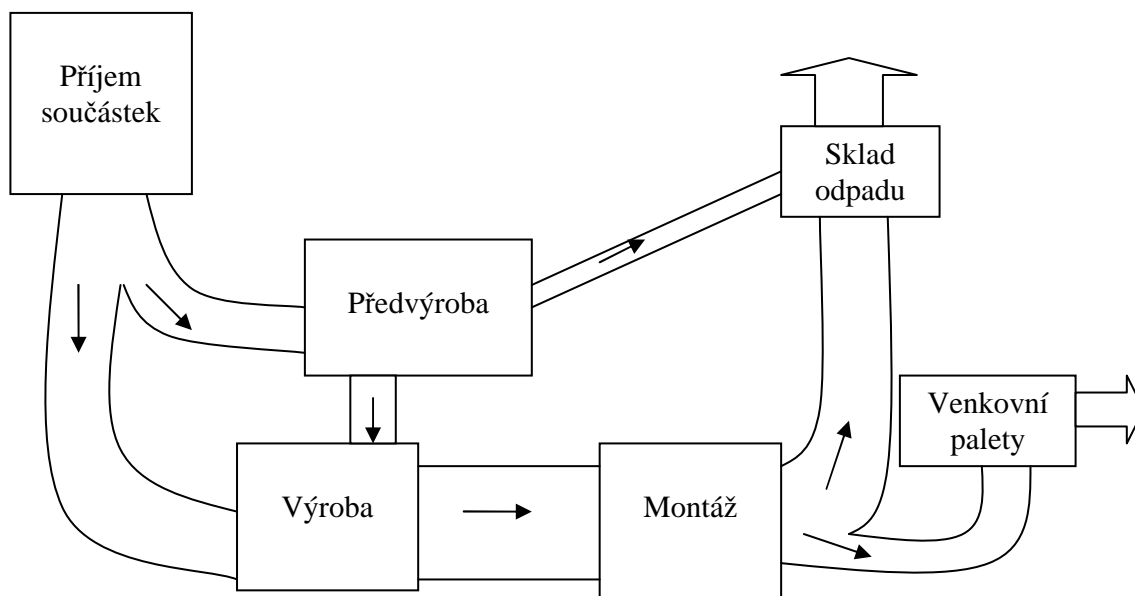 Příjem
součástek
Sklad
odpadu
Předvýroba
Venkovní
palety
Výroba
Montáž